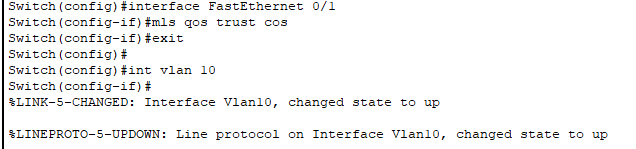 Switch(config)#interface FastEthernet 0/1
Switch(config-if)#mls qos trust cos
Switch(config-if)#exit
Switch(config)#
Switch(config)#int vlan 10
Switch(config-if)#
%LINK-5-CHANGED: Interface Vlan10, changed state to up
%LINEPROTO-5-UPDOWN: Line protocol on Interface Vlan10, changed state to up